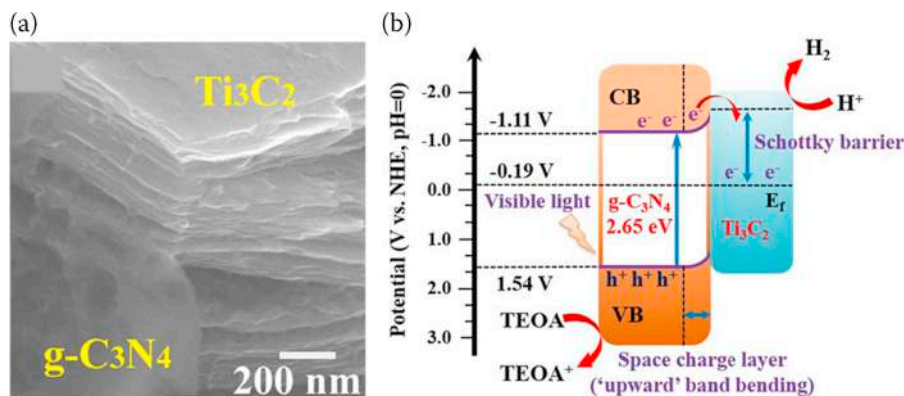 (a)
Ti3C2
g-C3N4
200 nm
(b)
Potential (V vs. NHE, pH=0)
-2.0
-1.0
0.0
1.0
2.0
3.0
-1.11 V
-0.19 V
1.54 V
Visible light
CB
e⁻ e⁻ e⁻
g-C₃N₄
2.65 eV
h⁺ h⁺ h⁺
VB
TEOA
TEOA⁺
H₂
H⁺
Schottky barrier
e⁻ e⁻
E_f
Ti₃C₂
Space charge layer
(‘upward’ band bending)